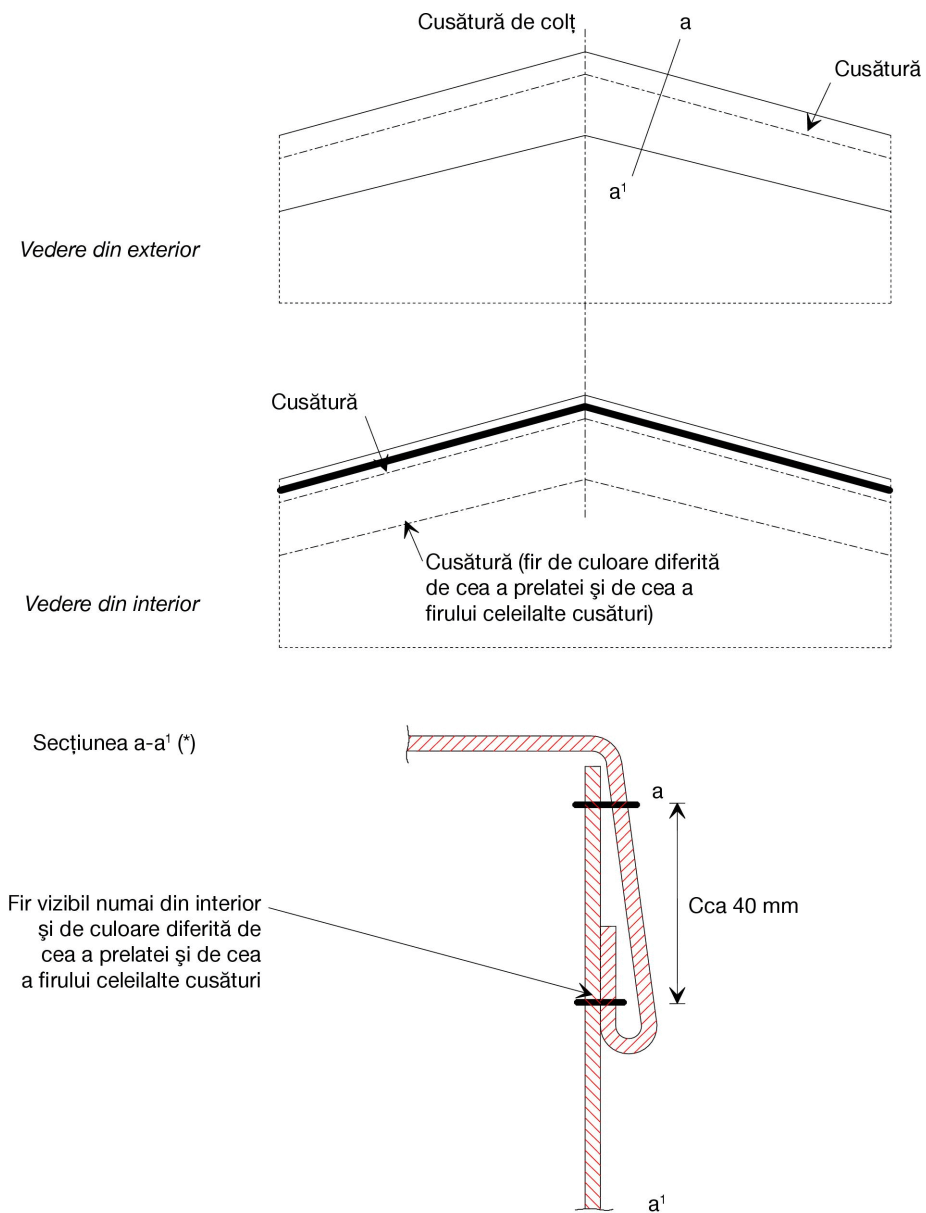 Cusătură de colț
a
Cusătură
a¹
Vedere din exterior
Cusătură
Cusătură (fir de culoare diferită
de cea a prelatei şi de cea a
firului celeilalte cusături)
Vedere din interior
Secțiunea a-a¹ (*)
a
Fir vizibil numai din interior
şi de culoare diferită de
cea a prelatei şi de cea
a firului celeilalte cusături
Cca 40 mm
a¹